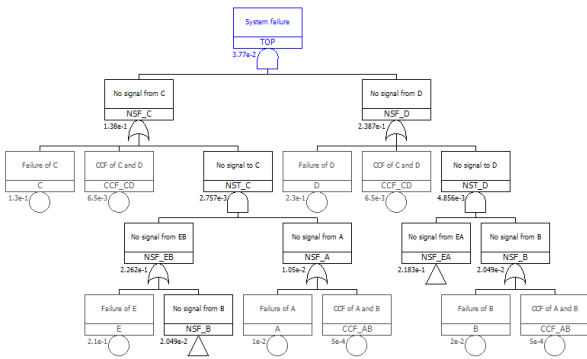 System failure
TOP
3.77e-2
No signal from C
NSF_C
1.38e-1
No signal from D
NSF_D
2.387e-1
Failure of C
C
1.3e-1
CCF of C and D
CCF_CD
6.5e-3
No signal to C
NST_C
2.757e-3
Failure of D
D
2.3e-1
CCF of C and D
CCF_CD
6.5e-3
No signal to D
NST_D
4.856e-3
No signal from EB
NSF_EB
2.262e-1
No signal from A
NSF_A
1.05e-2
No signal from EA
NSF_EA
2.183e-1
No signal from B
NSF_B
2.049e-2
Failure of E
E
2.1e-1
No signal from B
NSF_B
2.049e-2
Failure of A
A
1e-2
CCF of A and B
CCF_AB
5e-4
Failure of B
B
2e-2
CCF of A and B
CCF_AB
5e-4